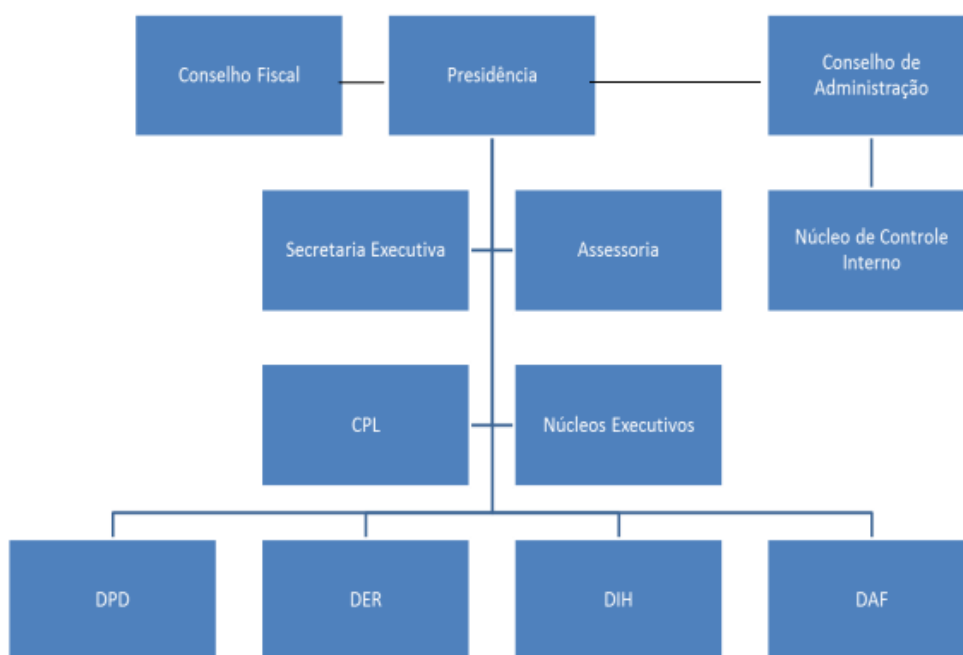 Conselho Fiscal
Presidência
Conselho de
Administração
Secretaria Executiva
Assessoria
Núcleo de Controle
Interno
CPL
Núcleos Executivos
DPD
DER
DIH
DAF